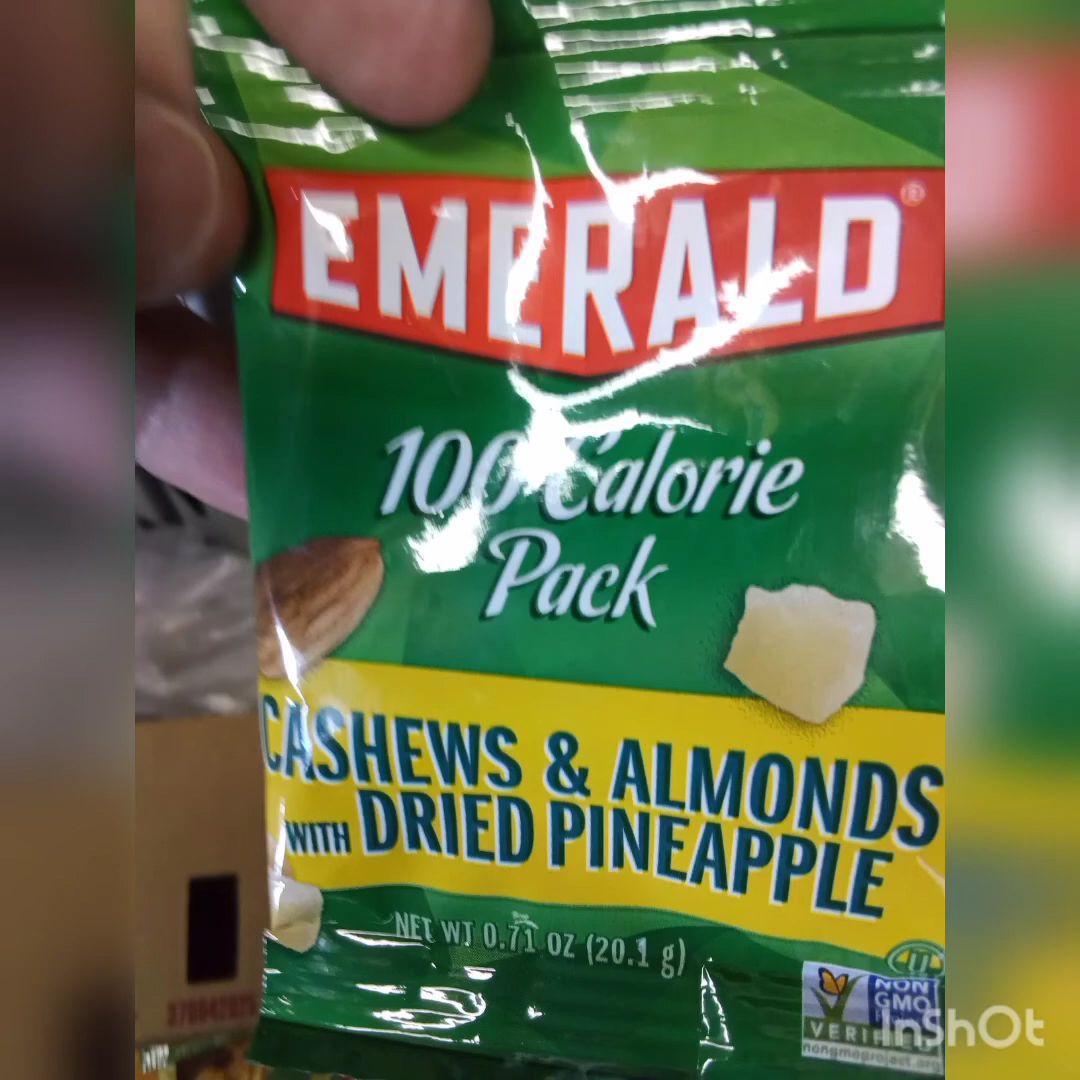 EMERALD®
100 Calorie
Pack
CASHEWS & ALMONDS
WITH DRIED PINEAPPLE
NET WT 0.71 OZ (20.1 g)
U
NON
GMO
VERIFIED
nongmoproject.org
InShOt